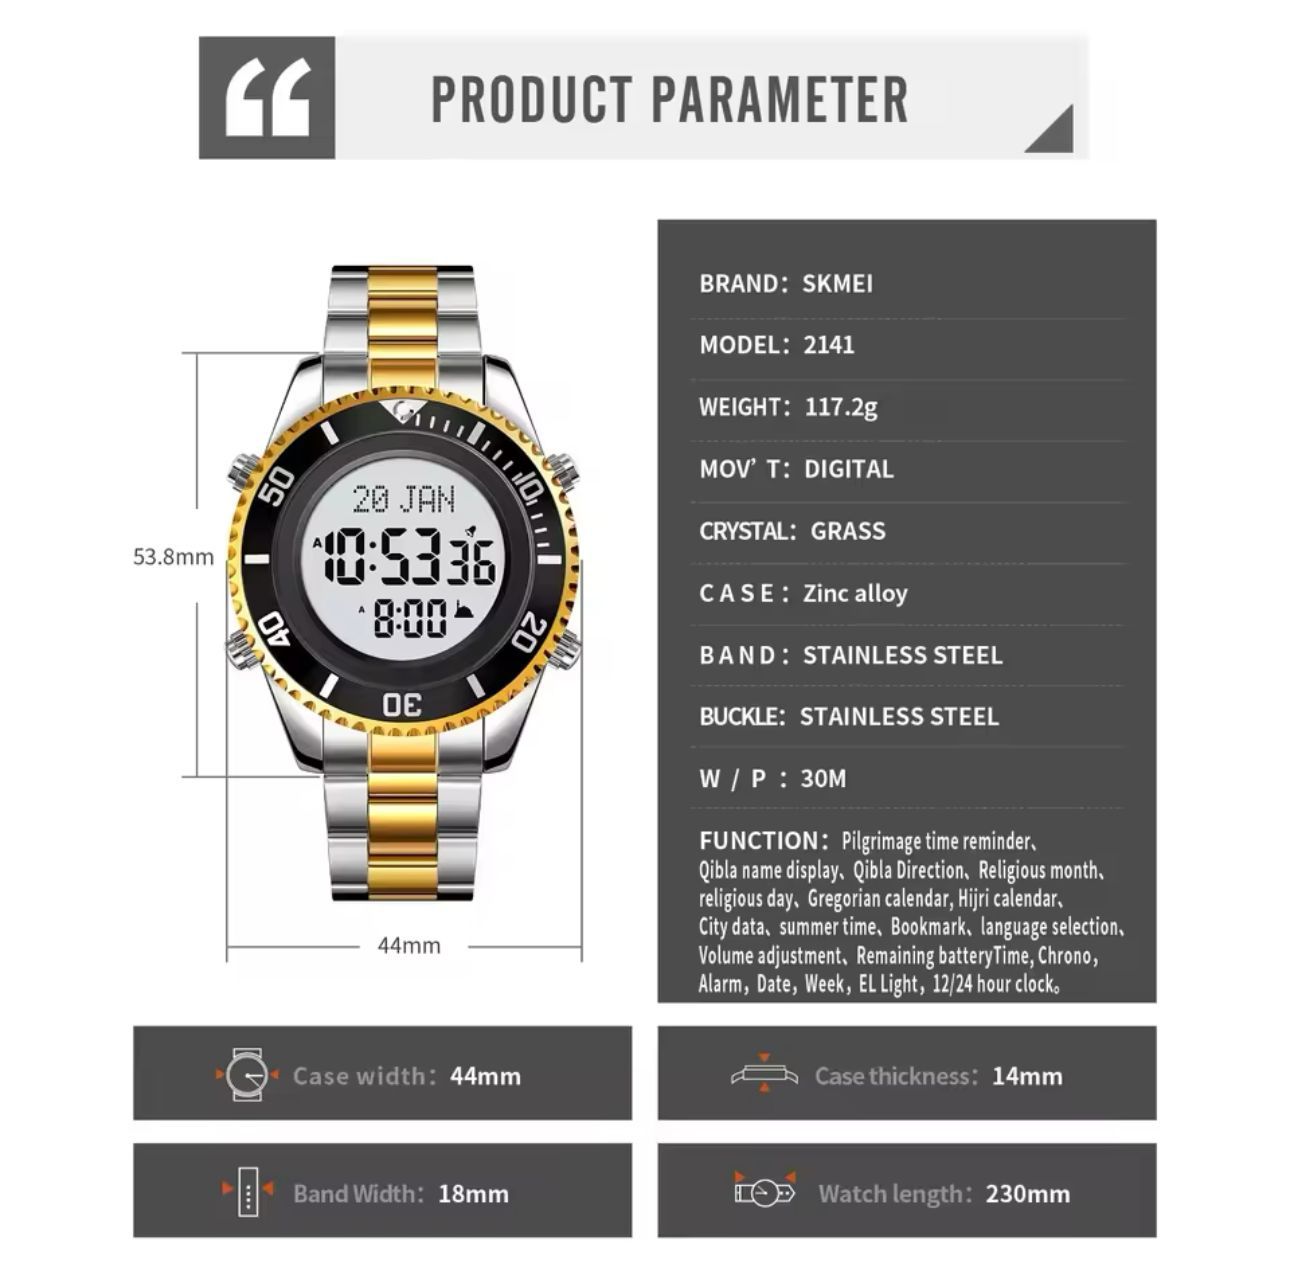 PRODUCT PARAMETER
BRAND：SKMEI
MODEL：2141
WEIGHT：117.2g
MOV’ T：DIGITAL
CRYSTAL：GRASS
CASE：Zinc alloy
BAND：STAINLESS STEEL
BUCKLE：STAINLESS STEEL
W / P ：30M
FUNCTION：Pilgrimage time reminder、
Qibla name display、Qibla Direction、Religious month、
religious day、Gregorian calendar, Hijri calendar、
City data、summer time、Bookmark、language selection、
Volume adjustment、Remaining batteryTime, Chrono，
Alarm，Date，Week，EL Light，12/24 hour clock。
10
20
30
40
50
20 JAN
A 10:53 36
A 8:00
53.8mm
44mm
Case width：44mm
Case thickness：14mm
Band Width：18mm
Watch length：230mm